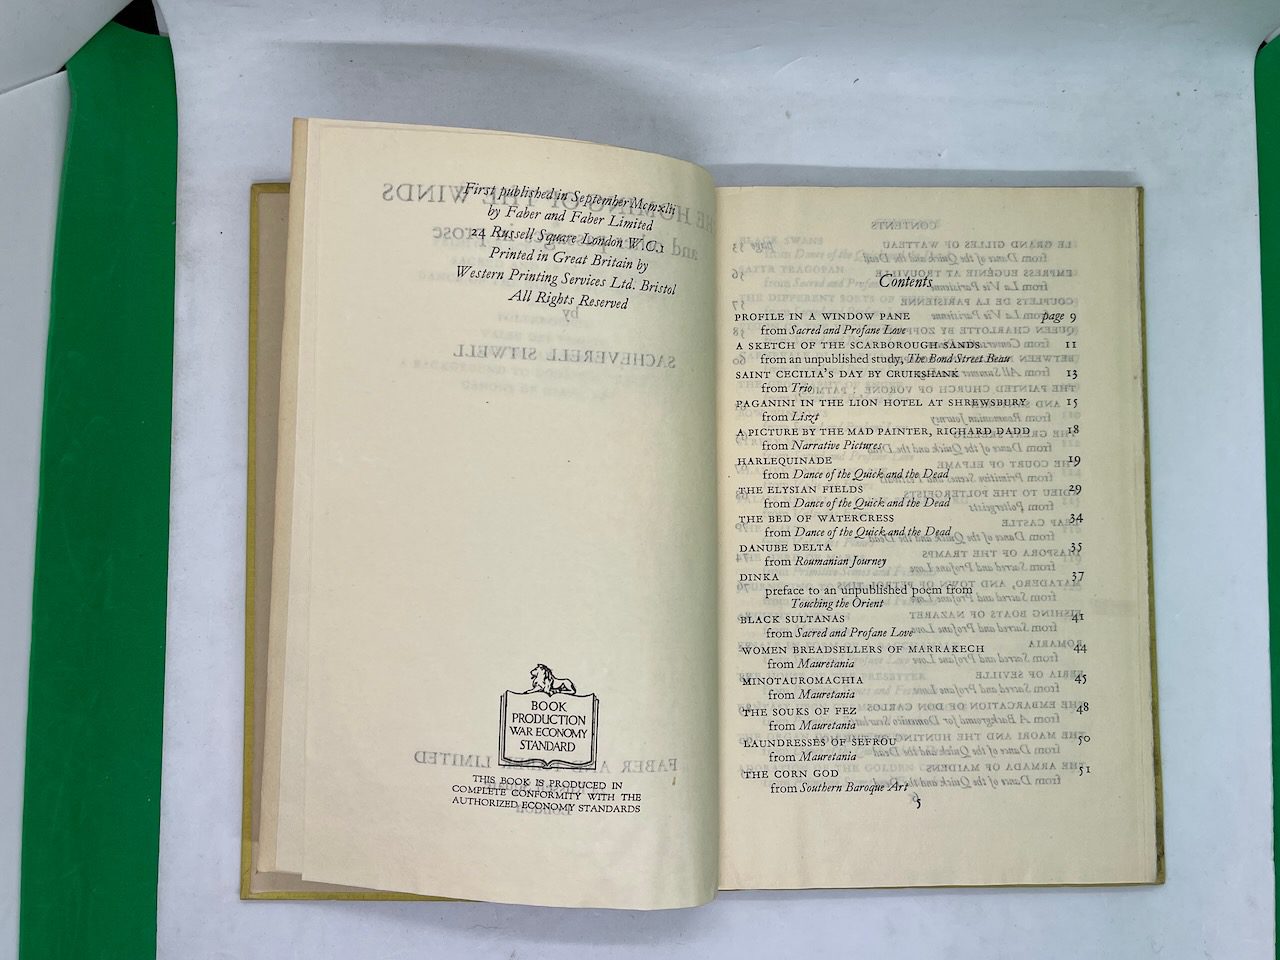 First published in September Mcmxlii
by Faber and Faber Limited
24 Russell Square London W.C.1
Printed in Great Britain by
Western Printing Services Ltd. Bristol
All Rights Reserved
BOOK
PRODUCTION
WAR ECONOMY
STANDARD
THIS BOOK IS PRODUCED IN
COMPLETE CONFORMITY WITH THE
AUTHORIZED ECONOMY STANDARDS
Contents
PROFILE IN A WINDOW PANE page 9
from Sacred and Profane Love
A SKETCH OF THE SCARBOROUGH SANDS 11
from an unpublished study, The Bond Street Beau
SAINT CECILIA'S DAY BY CRUIKSHANK 13
from Trio
PAGANINI IN THE LION HOTEL AT SHREWSBURY 15
from Liszt
A PICTURE BY THE MAD PAINTER, RICHARD DADD 18
from Narrative Pictures
HARLEQUINADE 19
from Dance of the Quick and the Dead
THE ELYSIAN FIELDS 29
from Dance of the Quick and the Dead
THE BED OF WATERCRESS 34
from Dance of the Quick and the Dead
DANUBE DELTA 35
from Roumanian Journey
DINKA 37
preface to an unpublished poem from
Touching the Orient
BLACK SULTANAS 41
from Sacred and Profane Love
WOMEN BREADSELLERS OF MARRAKECH 44
from Mauretania
MINOTAUROMACHIA 45
from Mauretania
THE SOUKS OF FEZ 48
from Mauretania
LAUNDRESSES OF SEFROU 50
from Mauretania
THE CORN GOD 51
from Southern Baroque Art
5